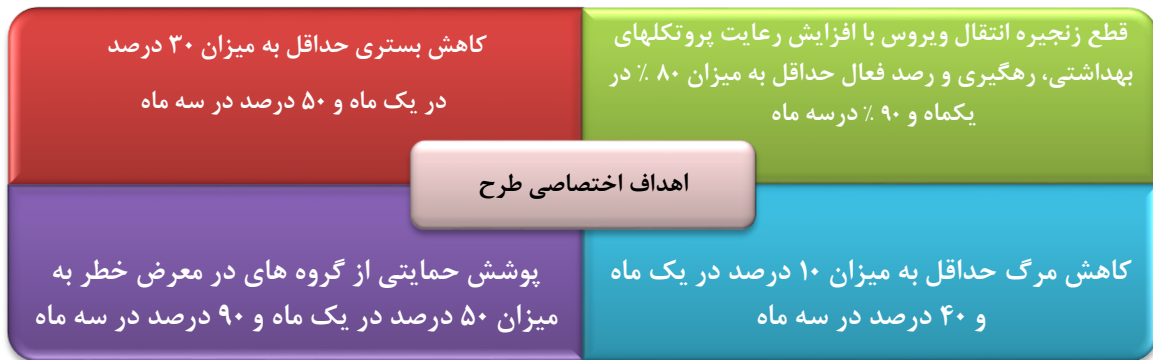 قطع زنجیره انتقال ویروس با افزایش رعایت پروتکلهای
بهداشتی، رهگیری و رصد فعال حداقل به میزان ۸۰ ٪ در
یکماه و ۹۰ ٪ درسه ماه
کاهش بستری حداقل به میزان ۳۰ درصد
در یک ماه و ۵۰ درصد در سه ماه
اهداف اختصاصی طرح
کاهش مرگ حداقل به میزان ۱۰ درصد در یک ماه
و ۴۰ درصد در سه ماه
پوشش حمایتی از گروه های در معرض خطر به
میزان ۵۰ درصد در یک ماه و ۹۰ درصد در سه ماه